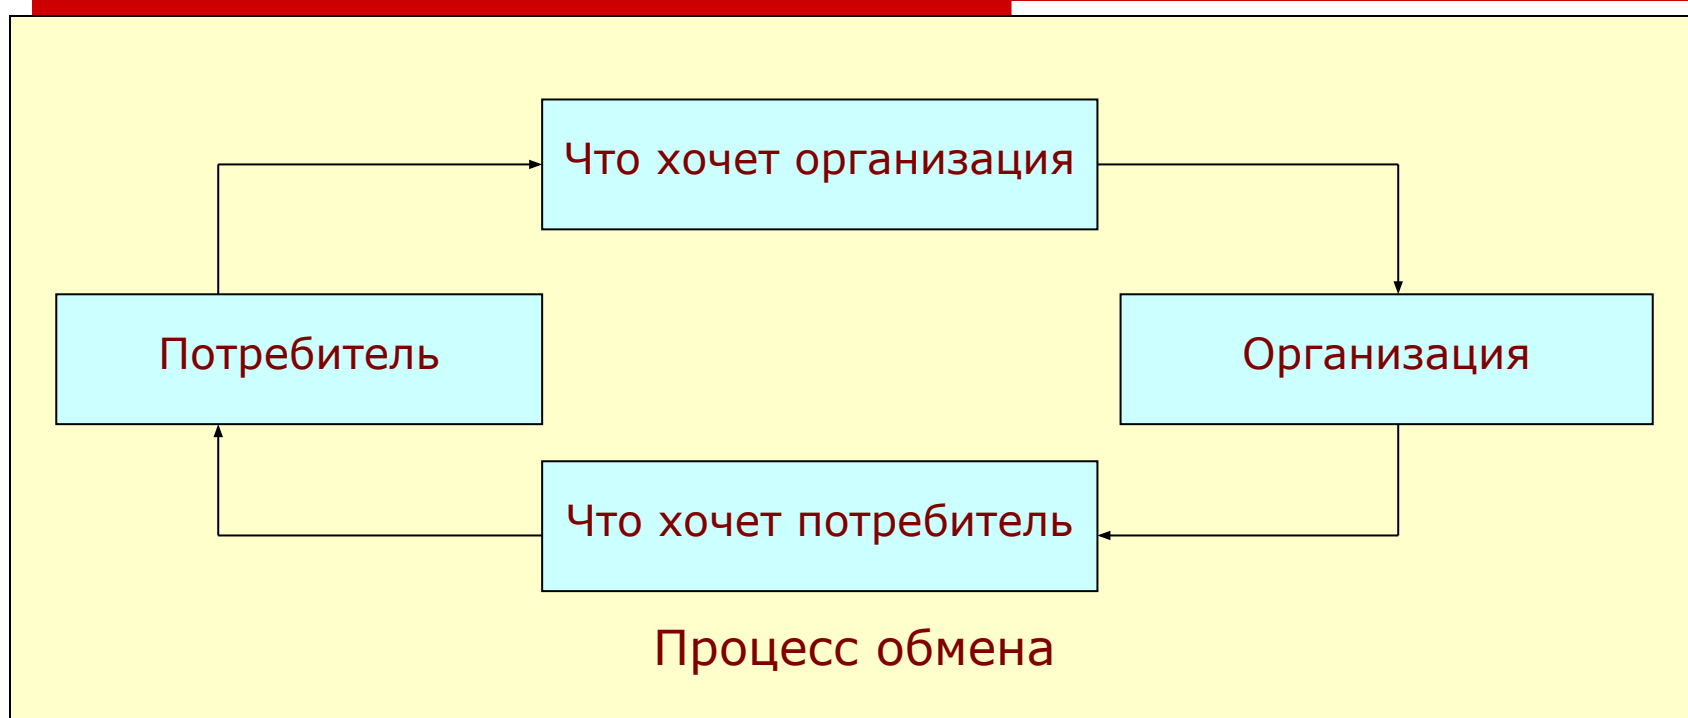 Что хочет организация
Потребитель
Организация
Что хочет потребитель
Процесс обмена